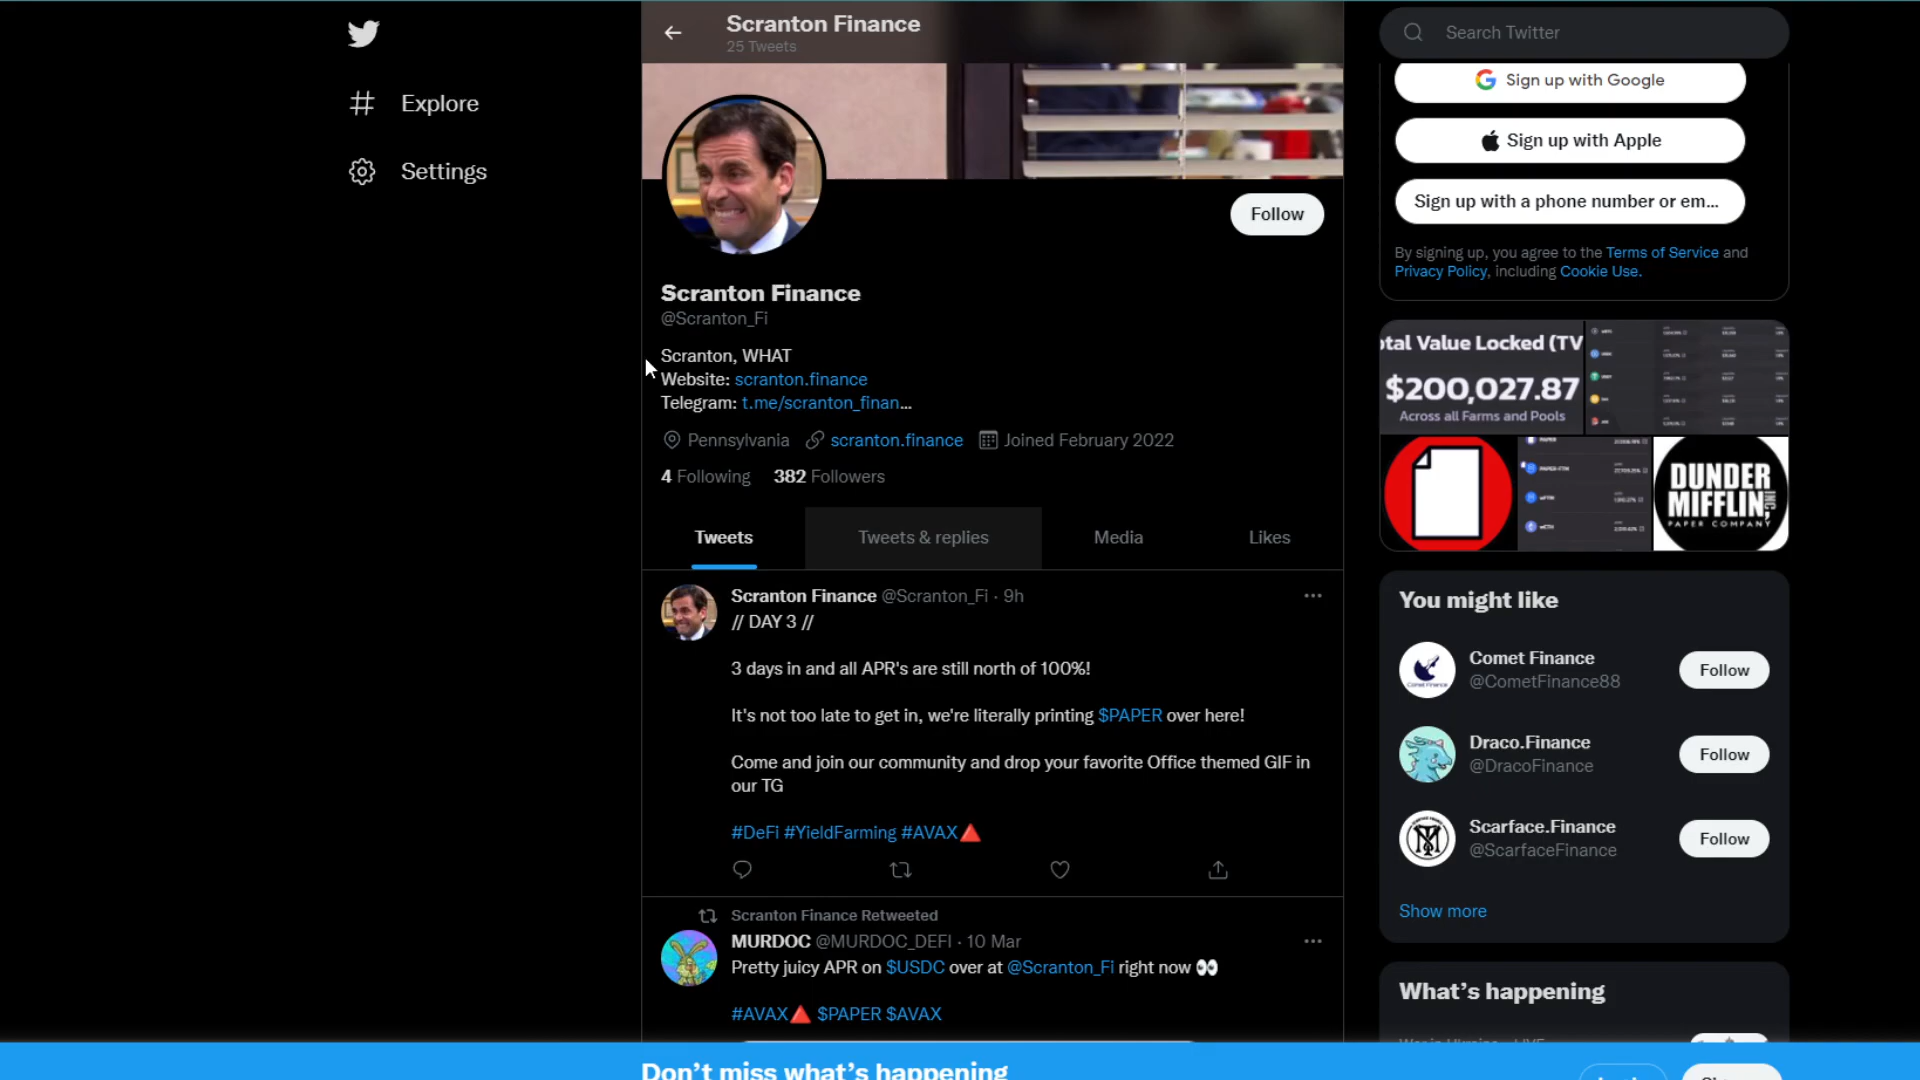 Explore
Settings
Scranton Finance
25 Tweets
Follow
Scranton Finance
@Scranton_Fi
Scranton, WHAT
Website: scranton.finance
Telegram: t.me/scranton_finan...
Pennsylvania scranton.finance Joined February 2022
4 Following 382 Followers
Tweets Tweets & replies Media Likes
Scranton Finance @Scranton_Fi · 9h
// DAY 3 //
3 days in and all APR's are still north of 100%!
It's not too late to get in, we're literally printing $PAPER over here!
Come and join our community and drop your favorite Office themed GIF in
our TG
#DeFi #YieldFarming #AVAX
Scranton Finance Retweeted
MURDOC @MURDOC_DEFI · 10 Mar
Pretty juicy APR on $USDC over at @Scranton_Fi right now
#AVAX $PAPER $AVAX
Search Twitter
Sign up with Google
Sign up with Apple
Sign up with a phone number or em...
By signing up, you agree to the Terms of Service and
Privacy Policy, including Cookie Use.
otal Value Locked (TV
$200,027.87
Across all Farms and Pools
DUNDER
MIFFLIN, INC
PAPER COMPANY
You might like
Comet Finance
@CometFinance88
Follow
Draco.Finance
@DracoFinance
Follow
Scarface.Finance
@ScarfaceFinance
Follow
Show more
What's happening
Don't miss what's happening